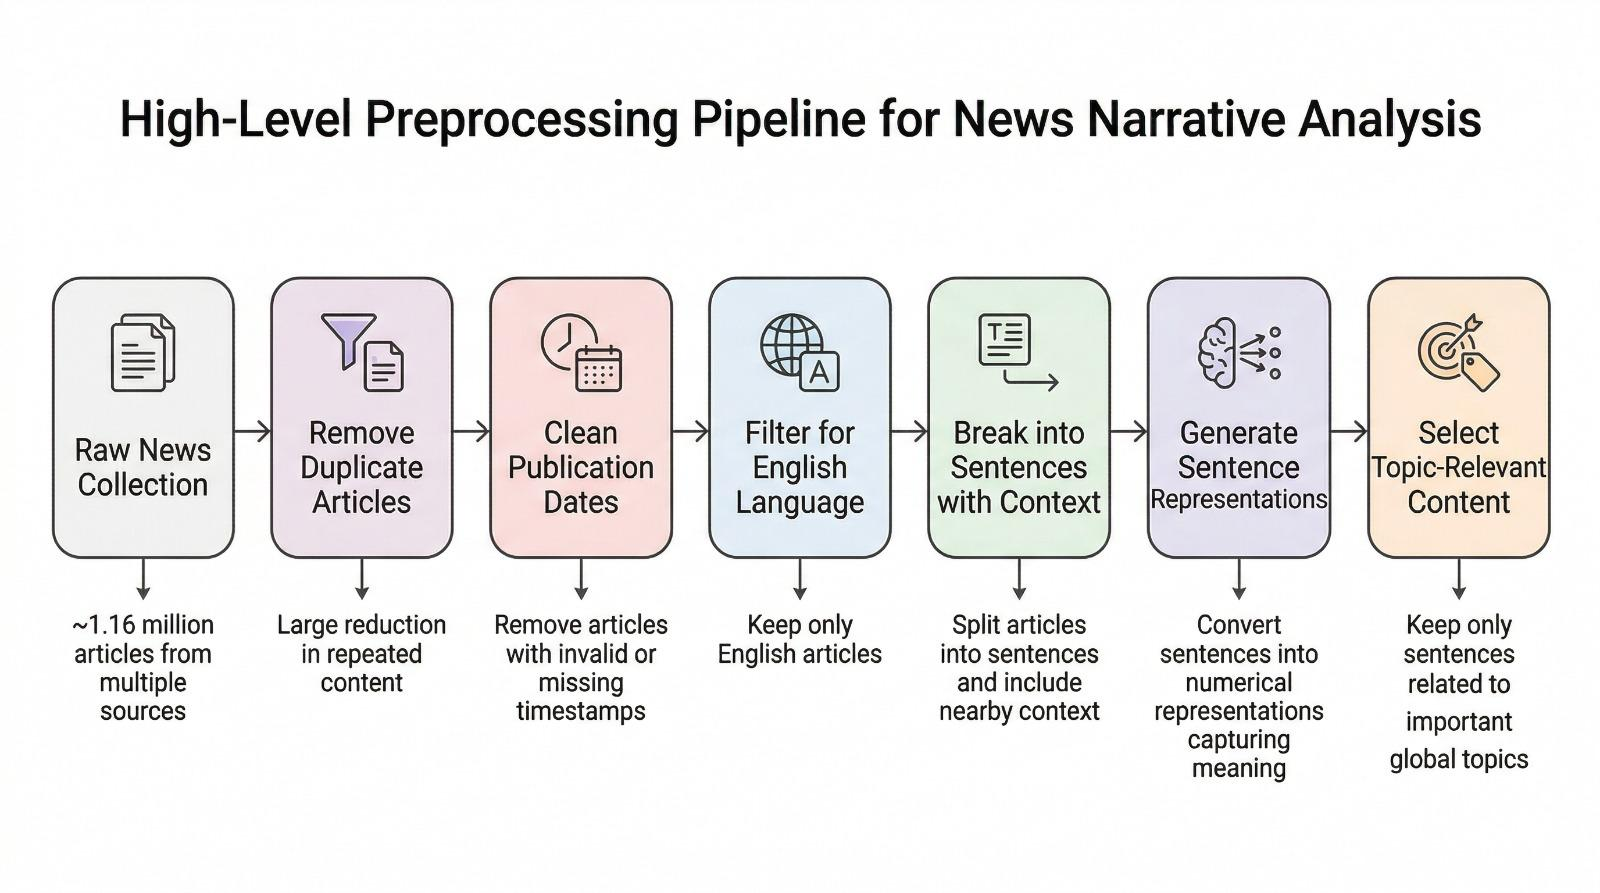 High-Level Preprocessing Pipeline for News Narrative Analysis
Raw News
Collection
Remove
Duplicate
Articles
Clean
Publication
Dates
A
Filter for
English
Language
T
Break into
Sentences
with Context
Generate
Sentence
Representations
Select
Topic-Relevant
Content
~1.16 million
articles from
multiple
sources
Large reduction
in repeated
content
Remove articles
with invalid or
missing
timestamps
Keep only
English articles
Split articles
into sentences
and include
nearby context
Convert
sentences into
numerical
representations
capturing
meaning
Keep only
sentences
related to
important
global topics